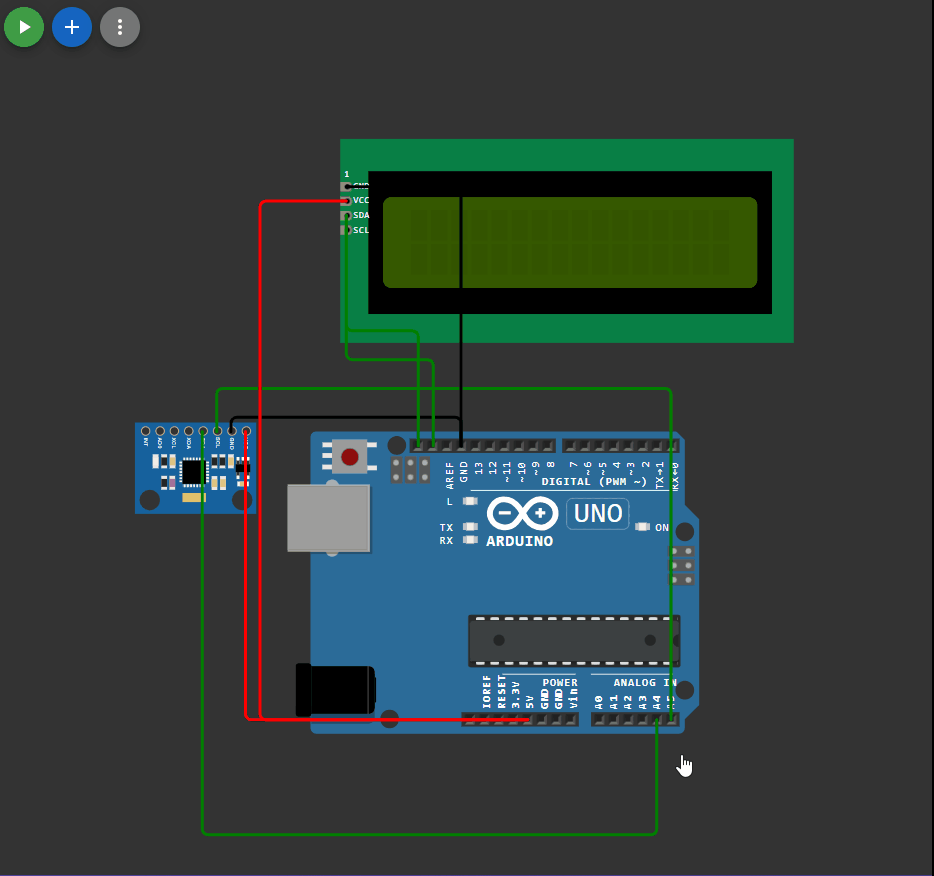 1
GND
VCC
SDA
SCL
INT AD0 XCL XDA SCL GND
AREF GND 13 12 ~11 ~10 ~9 8 7 ~6 ~5 4 ~3 2 TX→1 RX←0
DIGITAL (PWM ~)
L
TX
RX
UNO
ON
ARDUINO
POWER
ANALOG IN
IOREF RESET 3.3V 5V GND GND Vin A0 A1 A2 A3 A4 A5